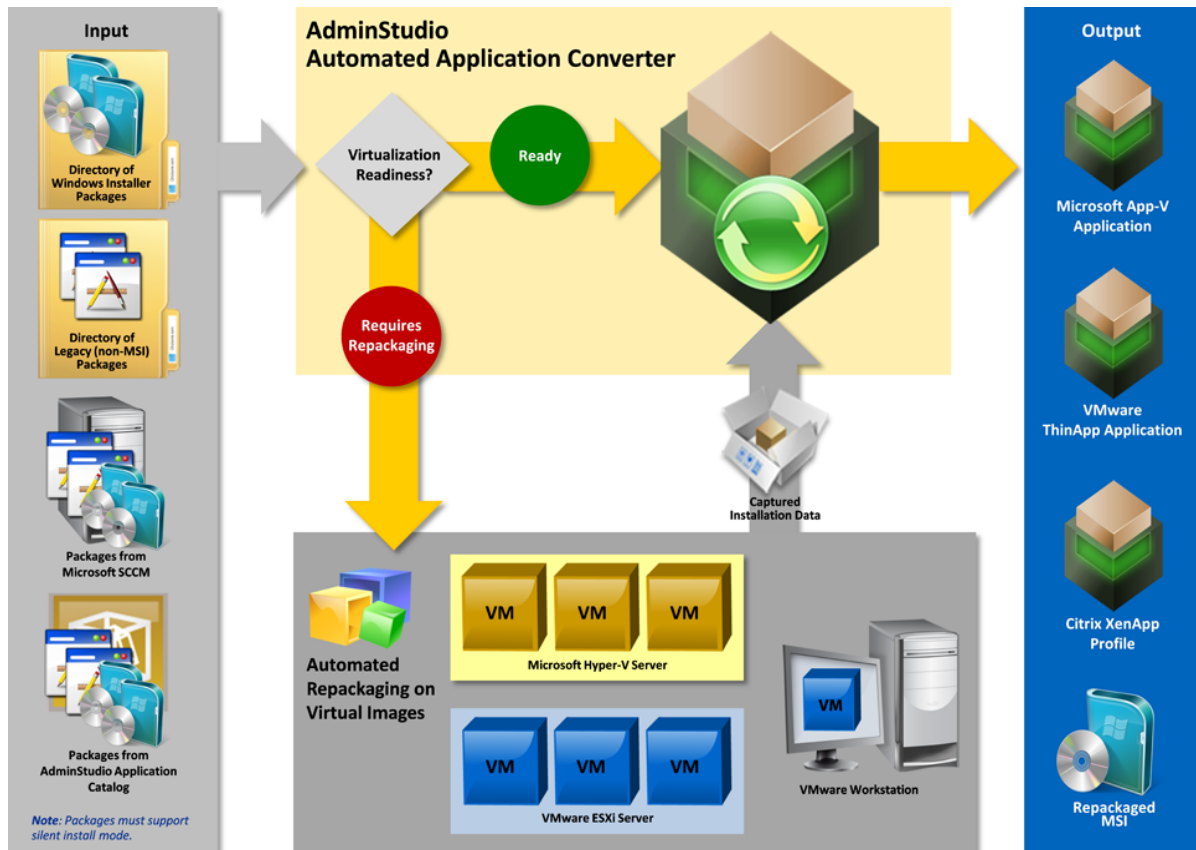 Input
Directory of
Windows Installer
Packages
Directory of
Legacy (non-MSI)
Packages
Packages from
Microsoft SCCM
Packages from
AdminStudio Application
Catalog
Note: Packages must support
silent install mode.
AdminStudio
Automated Application Converter
Virtualization
Readiness?
Ready
Requires
Repackaging
Captured
Installation Data
Automated
Repackaging on
Virtual Images
VM
VM
VM
Microsoft Hyper-V Server
VM
VM
VM
VMware ESXi Server
VM
VMware Workstation
Output
Microsoft App-V
Application
VMware
ThinApp Application
Citrix XenApp
Profile
Repackaged
MSI